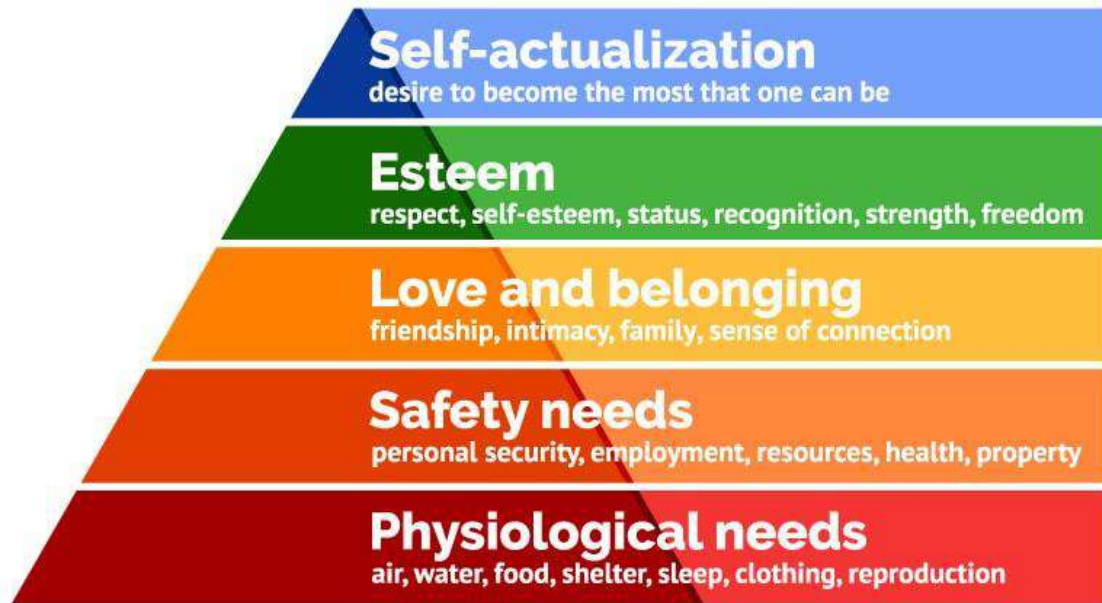 Self-actualization
desire to become the most that one can be
Esteem
respect, self-esteem, status, recognition, strength, freedom
Love and belonging
friendship, intimacy, family, sense of connection
Safety needs
personal security, employment, resources, health, property
Physiological needs
air, water, food, shelter, sleep, clothing, reproduction